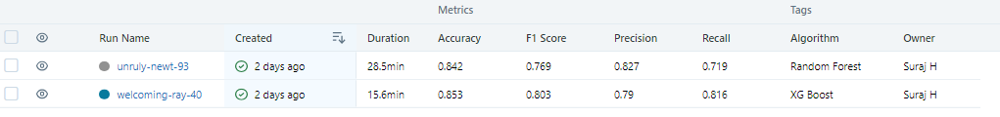 Metrics Tags
Run Name Created Duration Accuracy F1 Score Precision Recall Algorithm Owner
unruly-newt-93 2 days ago 28.5min 0.842 0.769 0.827 0.719 Random Forest Suraj H
welcoming-ray-40 2 days ago 15.6min 0.853 0.803 0.79 0.816 XG Boost Suraj H